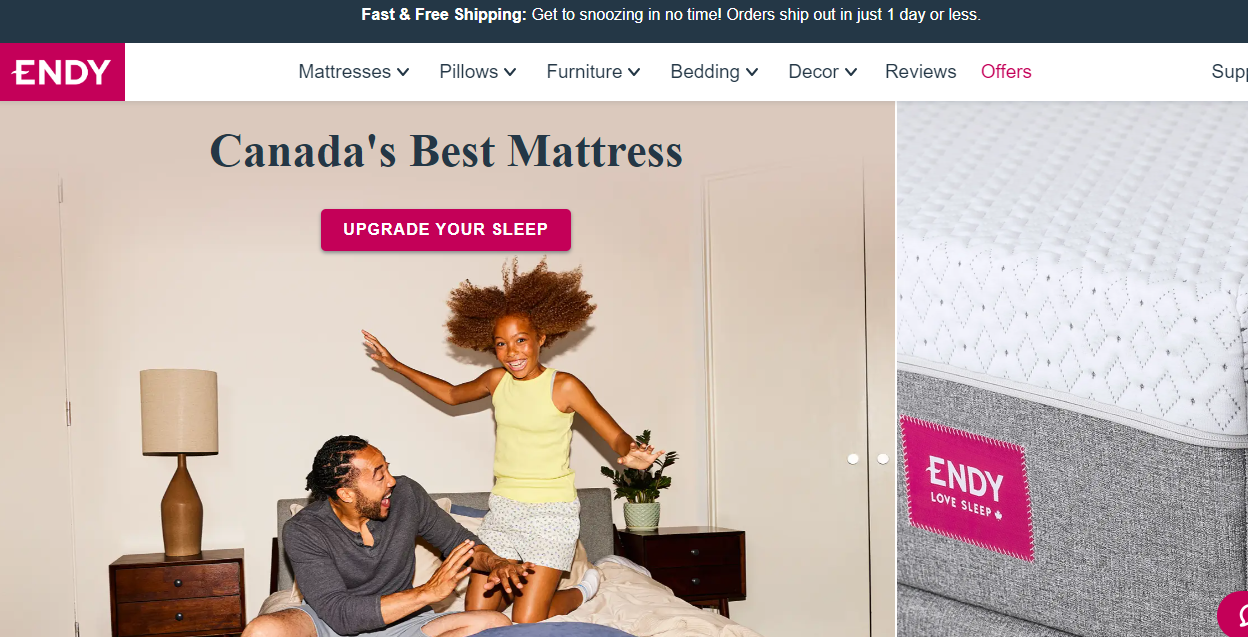 Fast & Free Shipping: Get to snoozing in no time! Orders ship out in just 1 day or less.
ENDY
Mattresses Pillows Furniture Bedding Decor Reviews Offers Supp
Canada's Best Mattress
UPGRADE YOUR SLEEP
ENDY
LOVE SLEEP